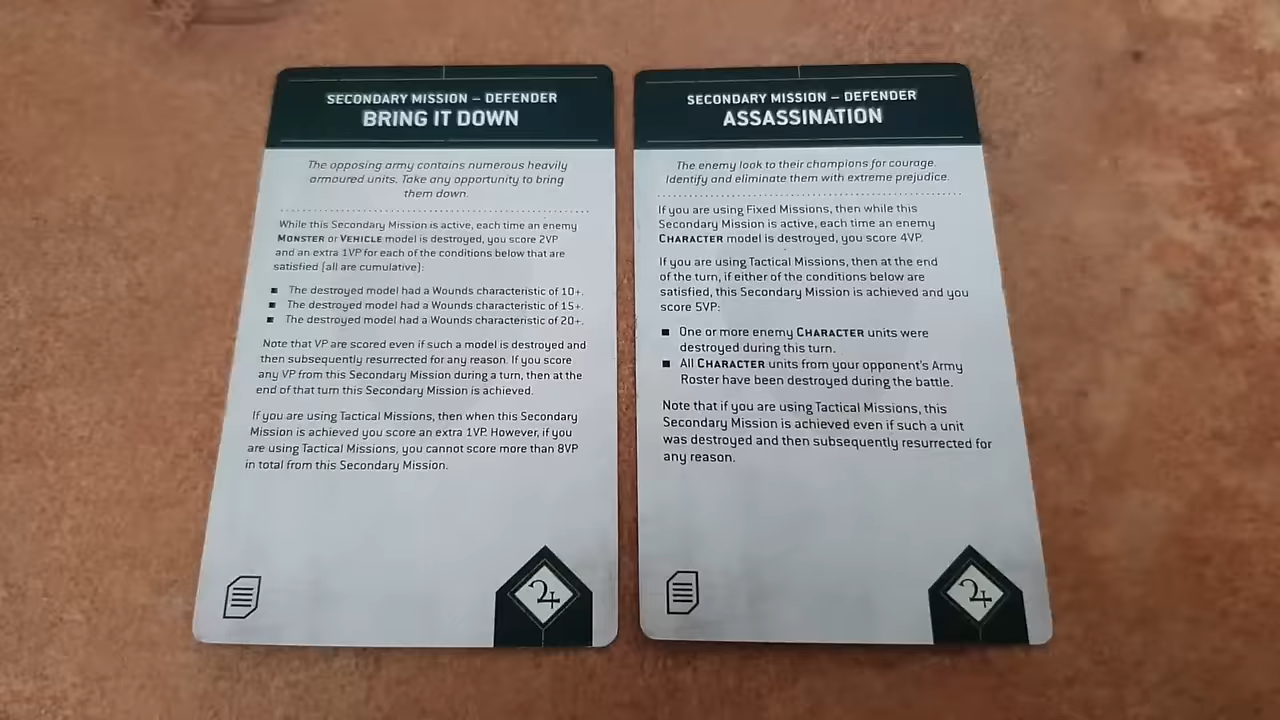 SECONDARY MISSION – DEFENDER
BRING IT DOWN
The opposing army contains numerous heavily
armoured units. Take any opportunity to bring
them down.
While this Secondary Mission is active, each time an enemy
MONSTER or VEHICLE model is destroyed, you score 2VP
and an extra 1VP for each of the conditions below that are
satisfied (all are cumulative):
■ The destroyed model had a Wounds characteristic of 10+.
■ The destroyed model had a Wounds characteristic of 15+.
■ The destroyed model had a Wounds characteristic of 20+.
Note that VP are scored even if such a model is destroyed and
then subsequently resurrected for any reason. If you score
any VP from this Secondary Mission during a turn, then at the
end of that turn this Secondary Mission is achieved.
If you are using Tactical Missions, then when this Secondary
Mission is achieved you score an extra 1VP. However, if you
are using Tactical Missions, you cannot score more than 8VP
in total from this Secondary Mission.
SECONDARY MISSION – DEFENDER
ASSASSINATION
The enemy look to their champions for courage.
Identify and eliminate them with extreme prejudice.
If you are using Fixed Missions, then while this
Secondary Mission is active, each time an enemy
CHARACTER model is destroyed, you score 4VP.
If you are using Tactical Missions, then at the end
of the turn, if either of the conditions below are
satisfied, this Secondary Mission is achieved and you
score 5VP:
■ One or more enemy CHARACTER units were
destroyed during this turn.
■ All CHARACTER units from your opponent's Army
Roster have been destroyed during the battle.
Note that if you are using Tactical Missions, this
Secondary Mission is achieved even if such a unit
was destroyed and then subsequently resurrected for
any reason.